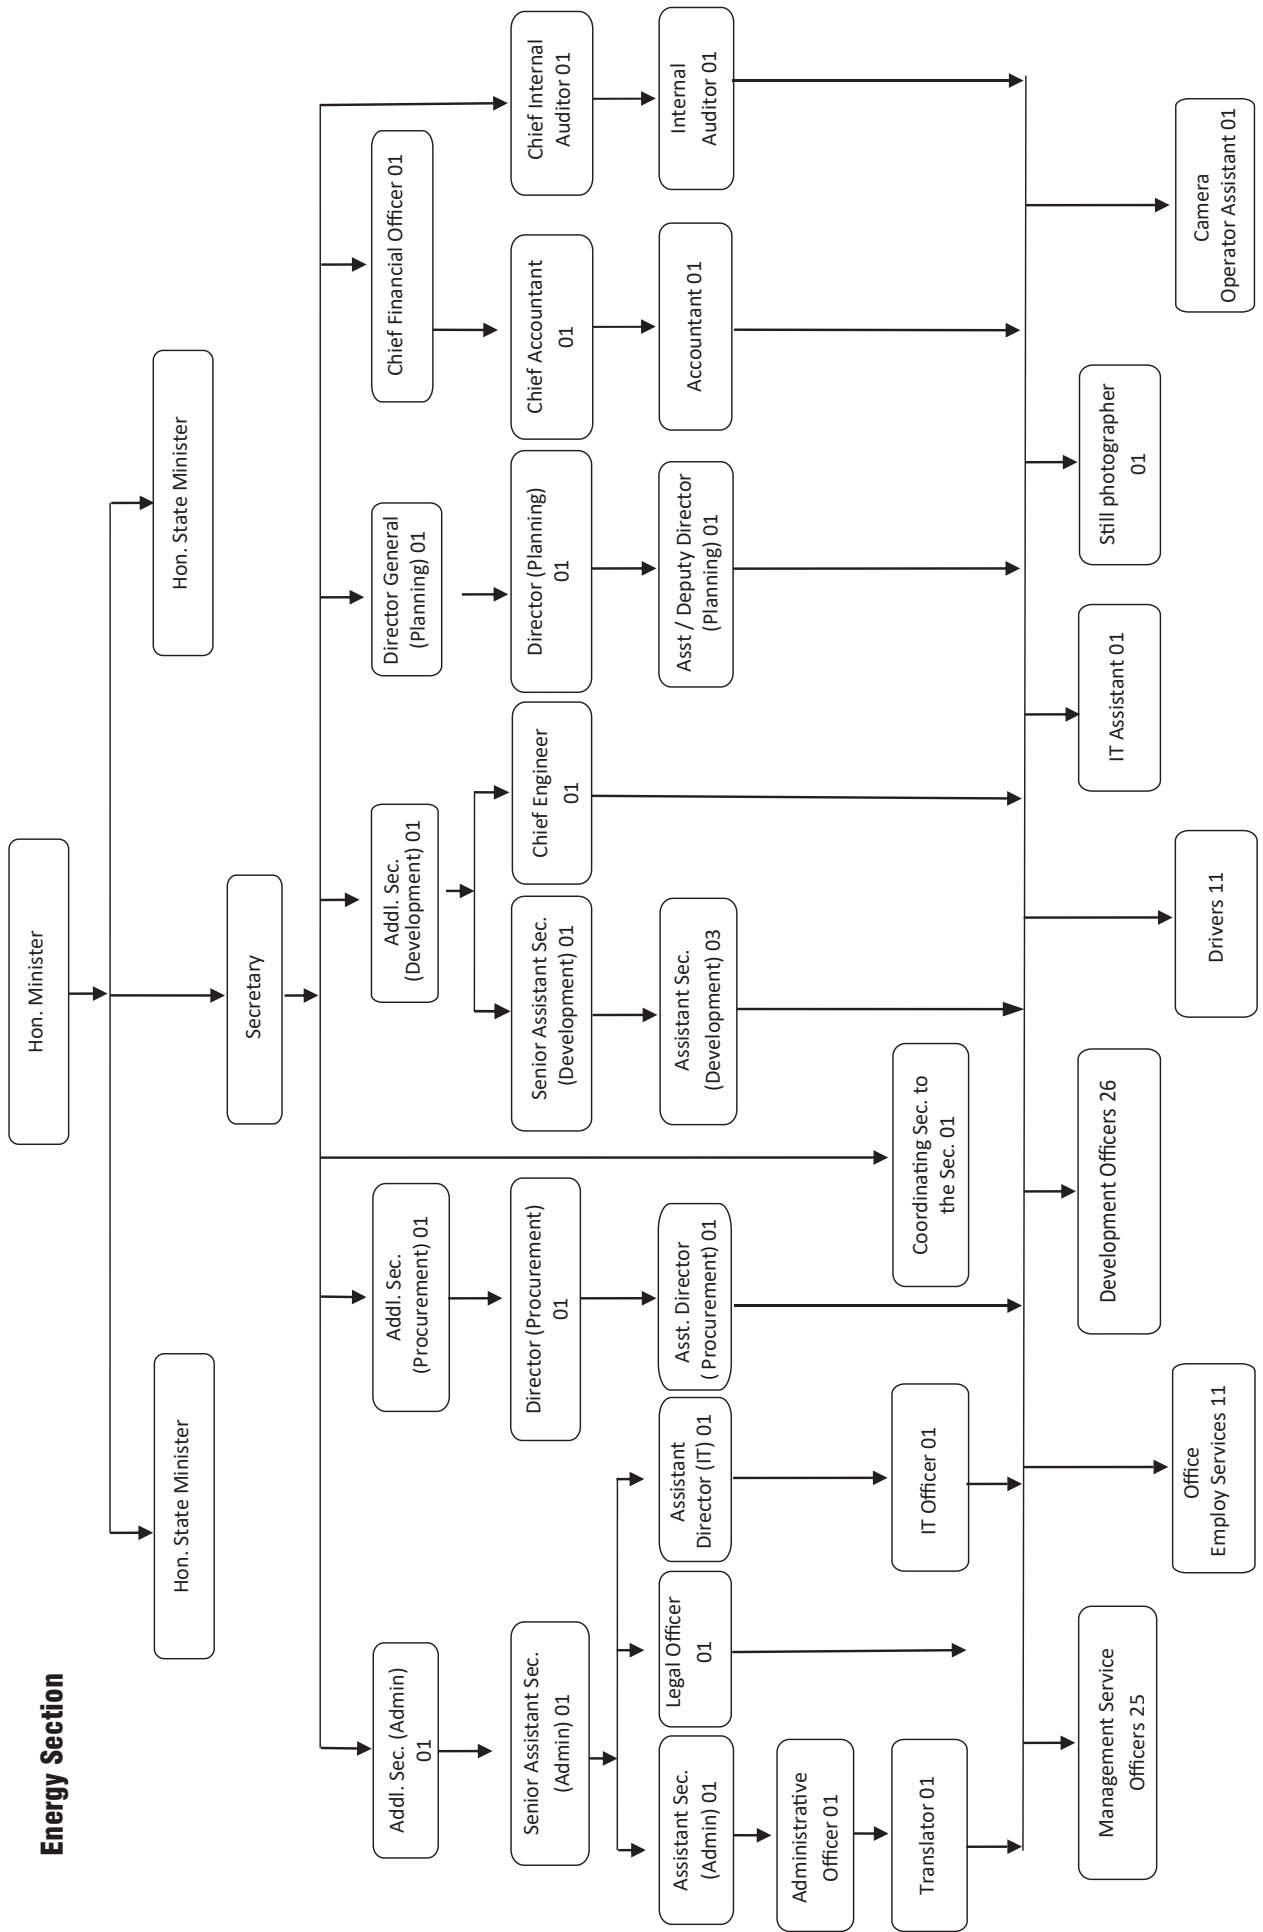 Energy Section
Hon. Minister
Hon. State Minister
Hon. State Minister
Secretary
Addl. Sec. (Admin)
01
Addl. Sec.
(Procurement) 01
Addl. Sec.
(Development) 01
Director General
(Planning) 01
Chief Financial Officer 01
Senior Assistant Sec.
(Admin) 01
Director (Procurement)
01
Senior Assistant Sec.
(Development) 01
Chief Engineer
01
Director (Planning)
01
Chief Accountant
01
Chief Internal
Auditor 01
Assistant Sec.
(Admin) 01
Legal Officer
01
Assistant
Director (IT) 01
Asst. Director
( Procurement) 01
Assistant Sec.
(Development) 03
Asst / Deputy Director
(Planning) 01
Accountant 01
Internal
Auditor 01
Administrative
Officer 01
Translator 01
IT Officer 01
Coordinating Sec. to
the Sec. 01
Management Service
Officers 25
Development Officers 26
IT Assistant 01
Still photographer
01
Office
Employ Services 11
Drivers 11
Camera
Operator Assistant 01